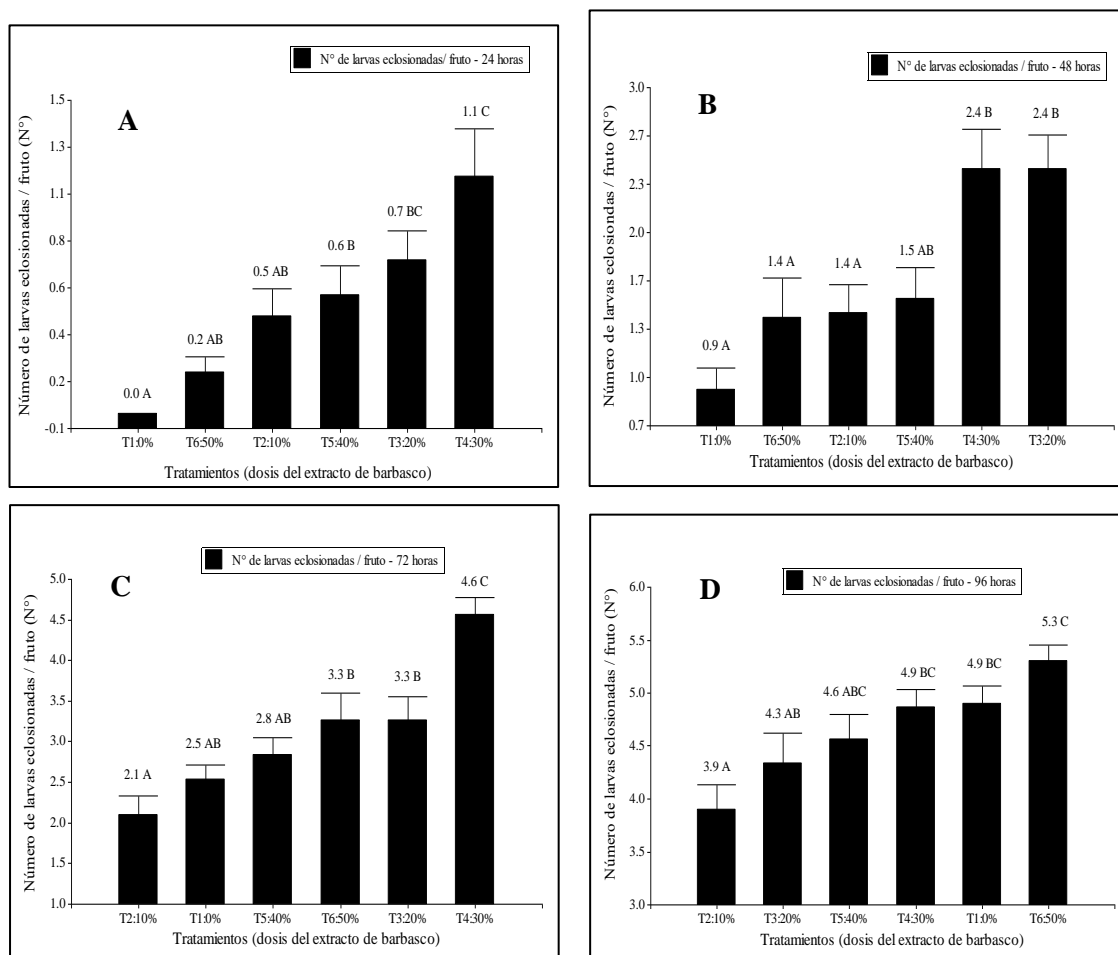 N° de larvas eclosionadas/ fruto - 24 horas
A
Número de larvas eclosionadas / fruto (N°)
1.5
1.3
1.1
0.8
0.6
0.4
0.2
-0.1
0.0 A
0.2 AB
0.5 AB
0.6 B
0.7 BC
1.1 C
T1:0%
T6:50%
T2:10%
T5:40%
T3:20%
T4:30%
Tratamientos (dosis del extracto de barbasco)
N° de larvas eclosionadas / fruto - 48 horas
B
Número de larvas eclosiondas / fruto (N°)
3.0
2.7
2.3
2.0
1.7
1.3
1.0
0.7
0.9 A
1.4 A
1.4 A
1.5 AB
2.4 B
2.4 B
T1:0%
T6:50%
T2:10%
T5:40%
T4:30%
T3:20%
Tratamientos (dosis del extracto de barbasco)
N° de larvas eclosionadas / fruto - 72 horas
C
Número de larvas eclosionadas / fruto (N°)
5.0
4.5
4.0
3.5
3.0
2.5
2.0
1.5
1.0
2.1 A
2.5 AB
2.8 AB
3.3 B
3.3 B
4.6 C
T2:10%
T1:0%
T5:40%
T6:50%
T3:20%
T4:30%
Tratamientos (dosis del extracto de barbasco)
N° de larvas eclosionadas / fruto - 96 horas
D
Número de larvas eclosionadas / fruto (N°)
6.0
5.5
5.0
4.5
4.0
3.5
3.0
3.9 A
4.3 AB
4.6 ABC
4.9 BC
4.9 BC
5.3 C
T2:10%
T3:20%
T5:40%
T4:30%
T1:0%
T6:50%
Tratamientos (dosis del extracto de barbasco)